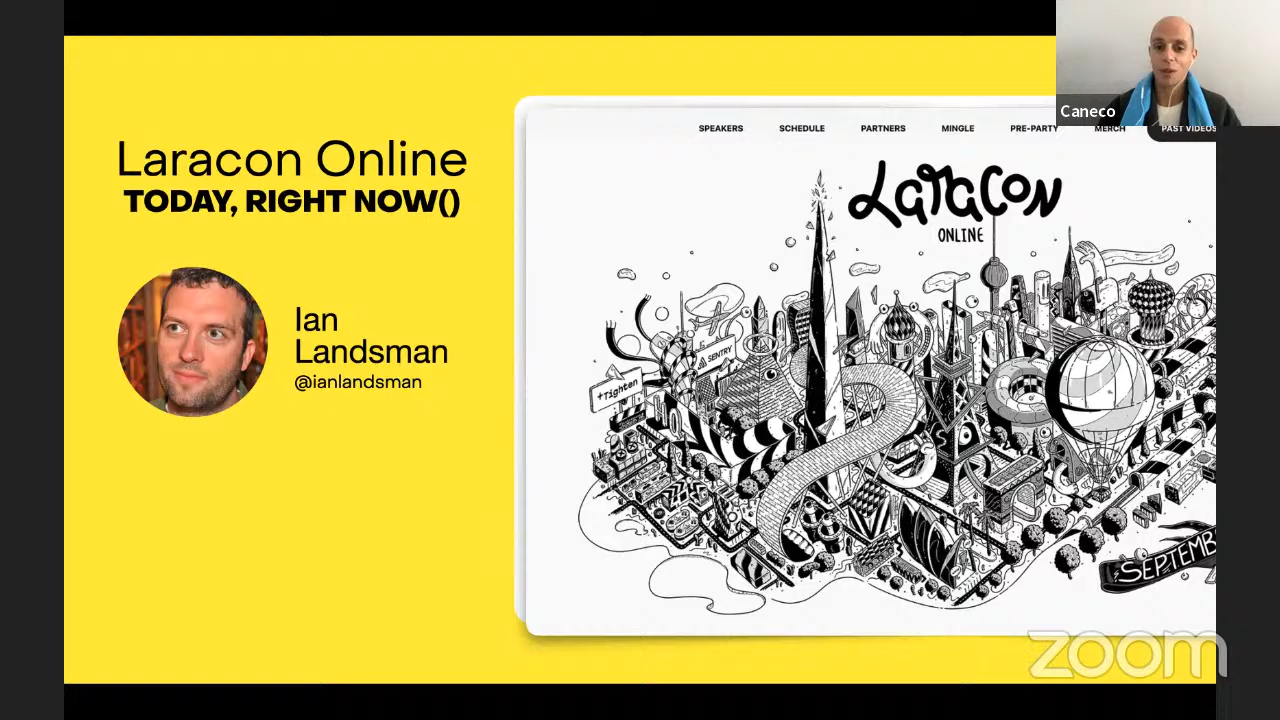 Caneco
SPEAKERS SCHEDULE PARTNERS MINGLE PRE-PARTY MERCH PAST VIDEOS
Laracon Online
TODAY, RIGHT NOW()
Ian
Landsman
@ianlandsman
Laracon
ONLINE
SENTRY
+Tighten
SEPTEMB
zoom